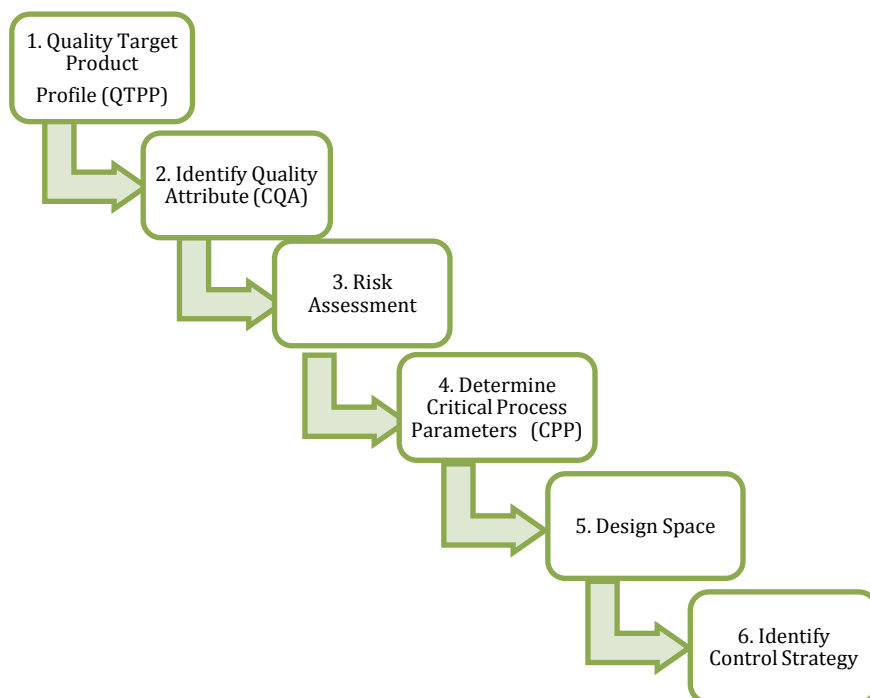 1. Quality Target
Product
Profile (QTPP)
2. Identify Quality
Attribute (CQA)
3. Risk
Assessment
4. Determine
Critical Process
Parameters (CPP)
5. Design Space
6. Identify
Control Strategy